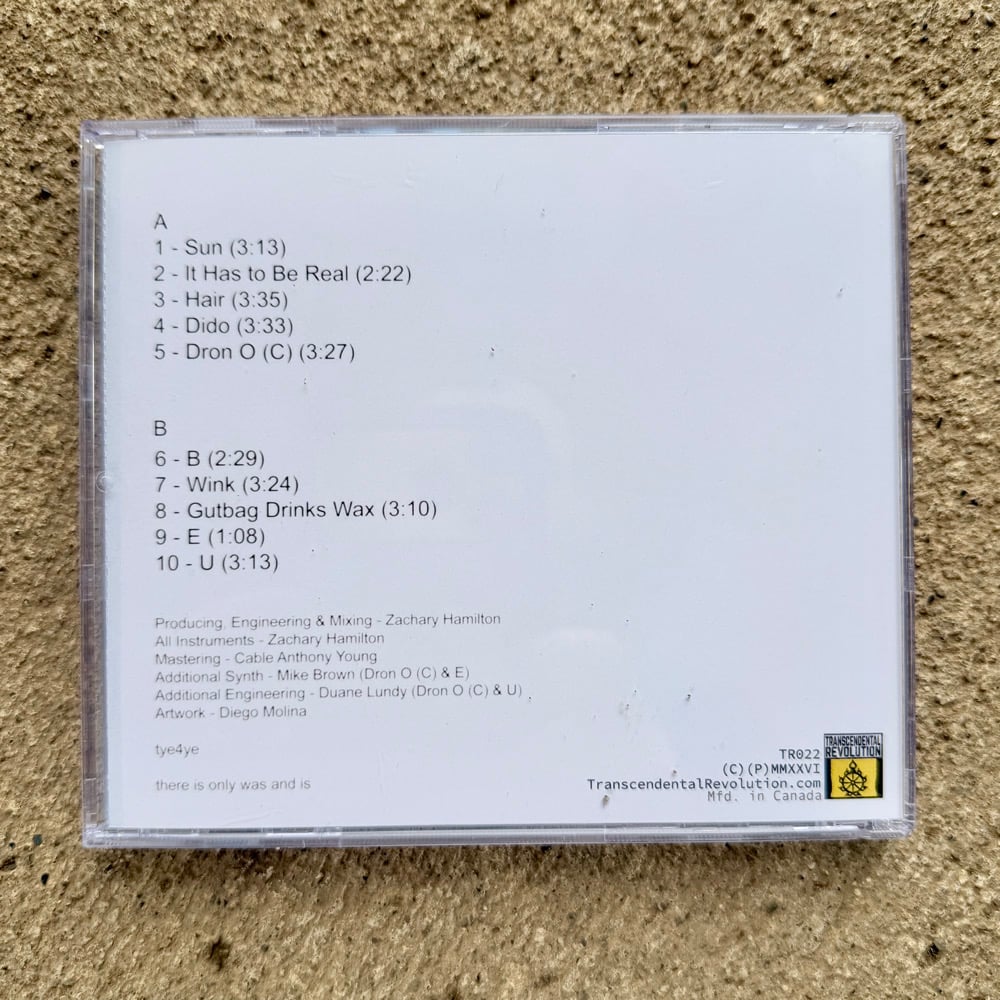 A
1 - Sun (3:13)
2 - It Has to Be Real (2:22)
3 - Hair (3:35)
4 - Dido (3:33)
5 - Dron O (C) (3:27)
B
6 - B (2:29)
7 - Wink (3:24)
8 - Gutbag Drinks Wax (3:10)
9 - E (1:08)
10 - U (3:13)
Producing, Engineering & Mixing - Zachary Hamilton
All Instruments - Zachary Hamilton
Mastering - Cable Anthony Young
Additional Synth - Mike Brown (Dron O (C) & E)
Additional Engineering - Duane Lundy (Dron O (C) & U)
Artwork - Diego Molina
tye4ye
there is only was and is
TR022
(C)(P)MMXXVI
TranscendentalRevolution.com
Mfd. in Canada
TRANSCENDENTAL
REVOLUTION